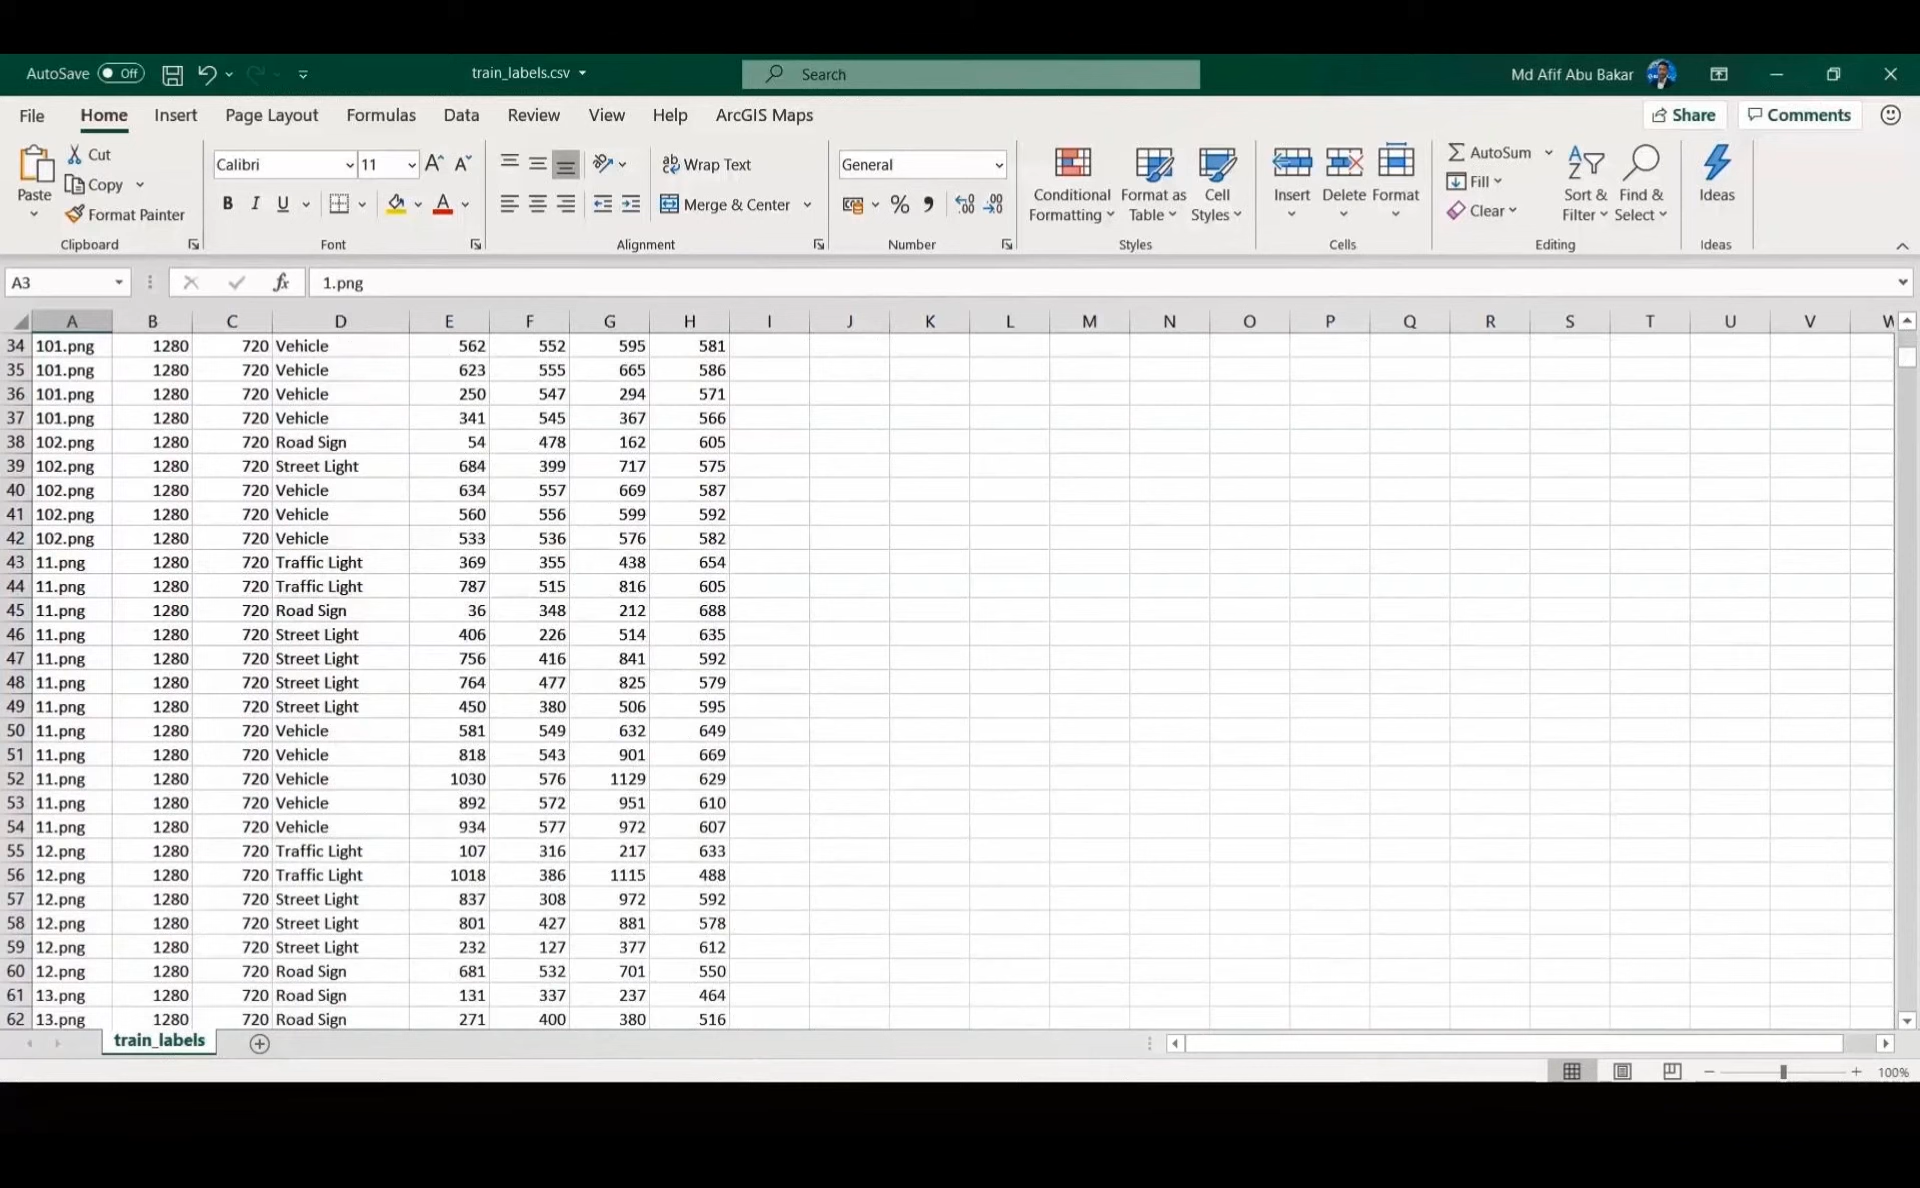 AutoSave Off train_labels.csv Search Md Afif Abu Bakar
File Home Insert Page Layout Formulas Data Review View Help ArcGIS Maps Share Comments
Paste
Cut
Copy
Format Painter
Clipboard
Calibri 11
B I U A
Font
Wrap Text
Merge & Center
Alignment
General
Number
Conditional Formatting
Format as Table
Cell Styles
Styles
Insert Delete Format
Cells
AutoSum
Fill
Clear
Sort & Filter
Find & Select
Editing
Ideas
Ideas
A3 fx 1.png
A B C D E F G H I J K L M N O P Q R S T U V W
34 101.png 1280 720 Vehicle 562 552 595 581
35 101.png 1280 720 Vehicle 623 555 665 586
36 101.png 1280 720 Vehicle 250 547 294 571
37 101.png 1280 720 Vehicle 341 545 367 566
38 102.png 1280 720 Road Sign 54 478 162 605
39 102.png 1280 720 Street Light 684 399 717 575
40 102.png 1280 720 Vehicle 634 557 669 587
41 102.png 1280 720 Vehicle 560 556 599 592
42 102.png 1280 720 Vehicle 533 536 576 582
43 11.png 1280 720 Traffic Light 369 355 438 654
44 11.png 1280 720 Traffic Light 787 515 816 605
45 11.png 1280 720 Road Sign 36 348 212 688
46 11.png 1280 720 Street Light 406 226 514 635
47 11.png 1280 720 Street Light 756 416 841 592
48 11.png 1280 720 Street Light 764 477 825 579
49 11.png 1280 720 Street Light 450 380 506 595
50 11.png 1280 720 Vehicle 581 549 632 649
51 11.png 1280 720 Vehicle 818 543 901 669
52 11.png 1280 720 Vehicle 1030 576 1129 629
53 11.png 1280 720 Vehicle 892 572 951 610
54 11.png 1280 720 Vehicle 934 577 972 607
55 12.png 1280 720 Traffic Light 107 316 217 633
56 12.png 1280 720 Traffic Light 1018 386 1115 488
57 12.png 1280 720 Street Light 837 308 972 592
58 12.png 1280 720 Street Light 801 427 881 578
59 12.png 1280 720 Street Light 232 127 377 612
60 12.png 1280 720 Road Sign 681 532 701 550
61 13.png 1280 720 Road Sign 131 337 237 464
62 13.png 1280 720 Road Sign 271 400 380 516
train_labels
100%